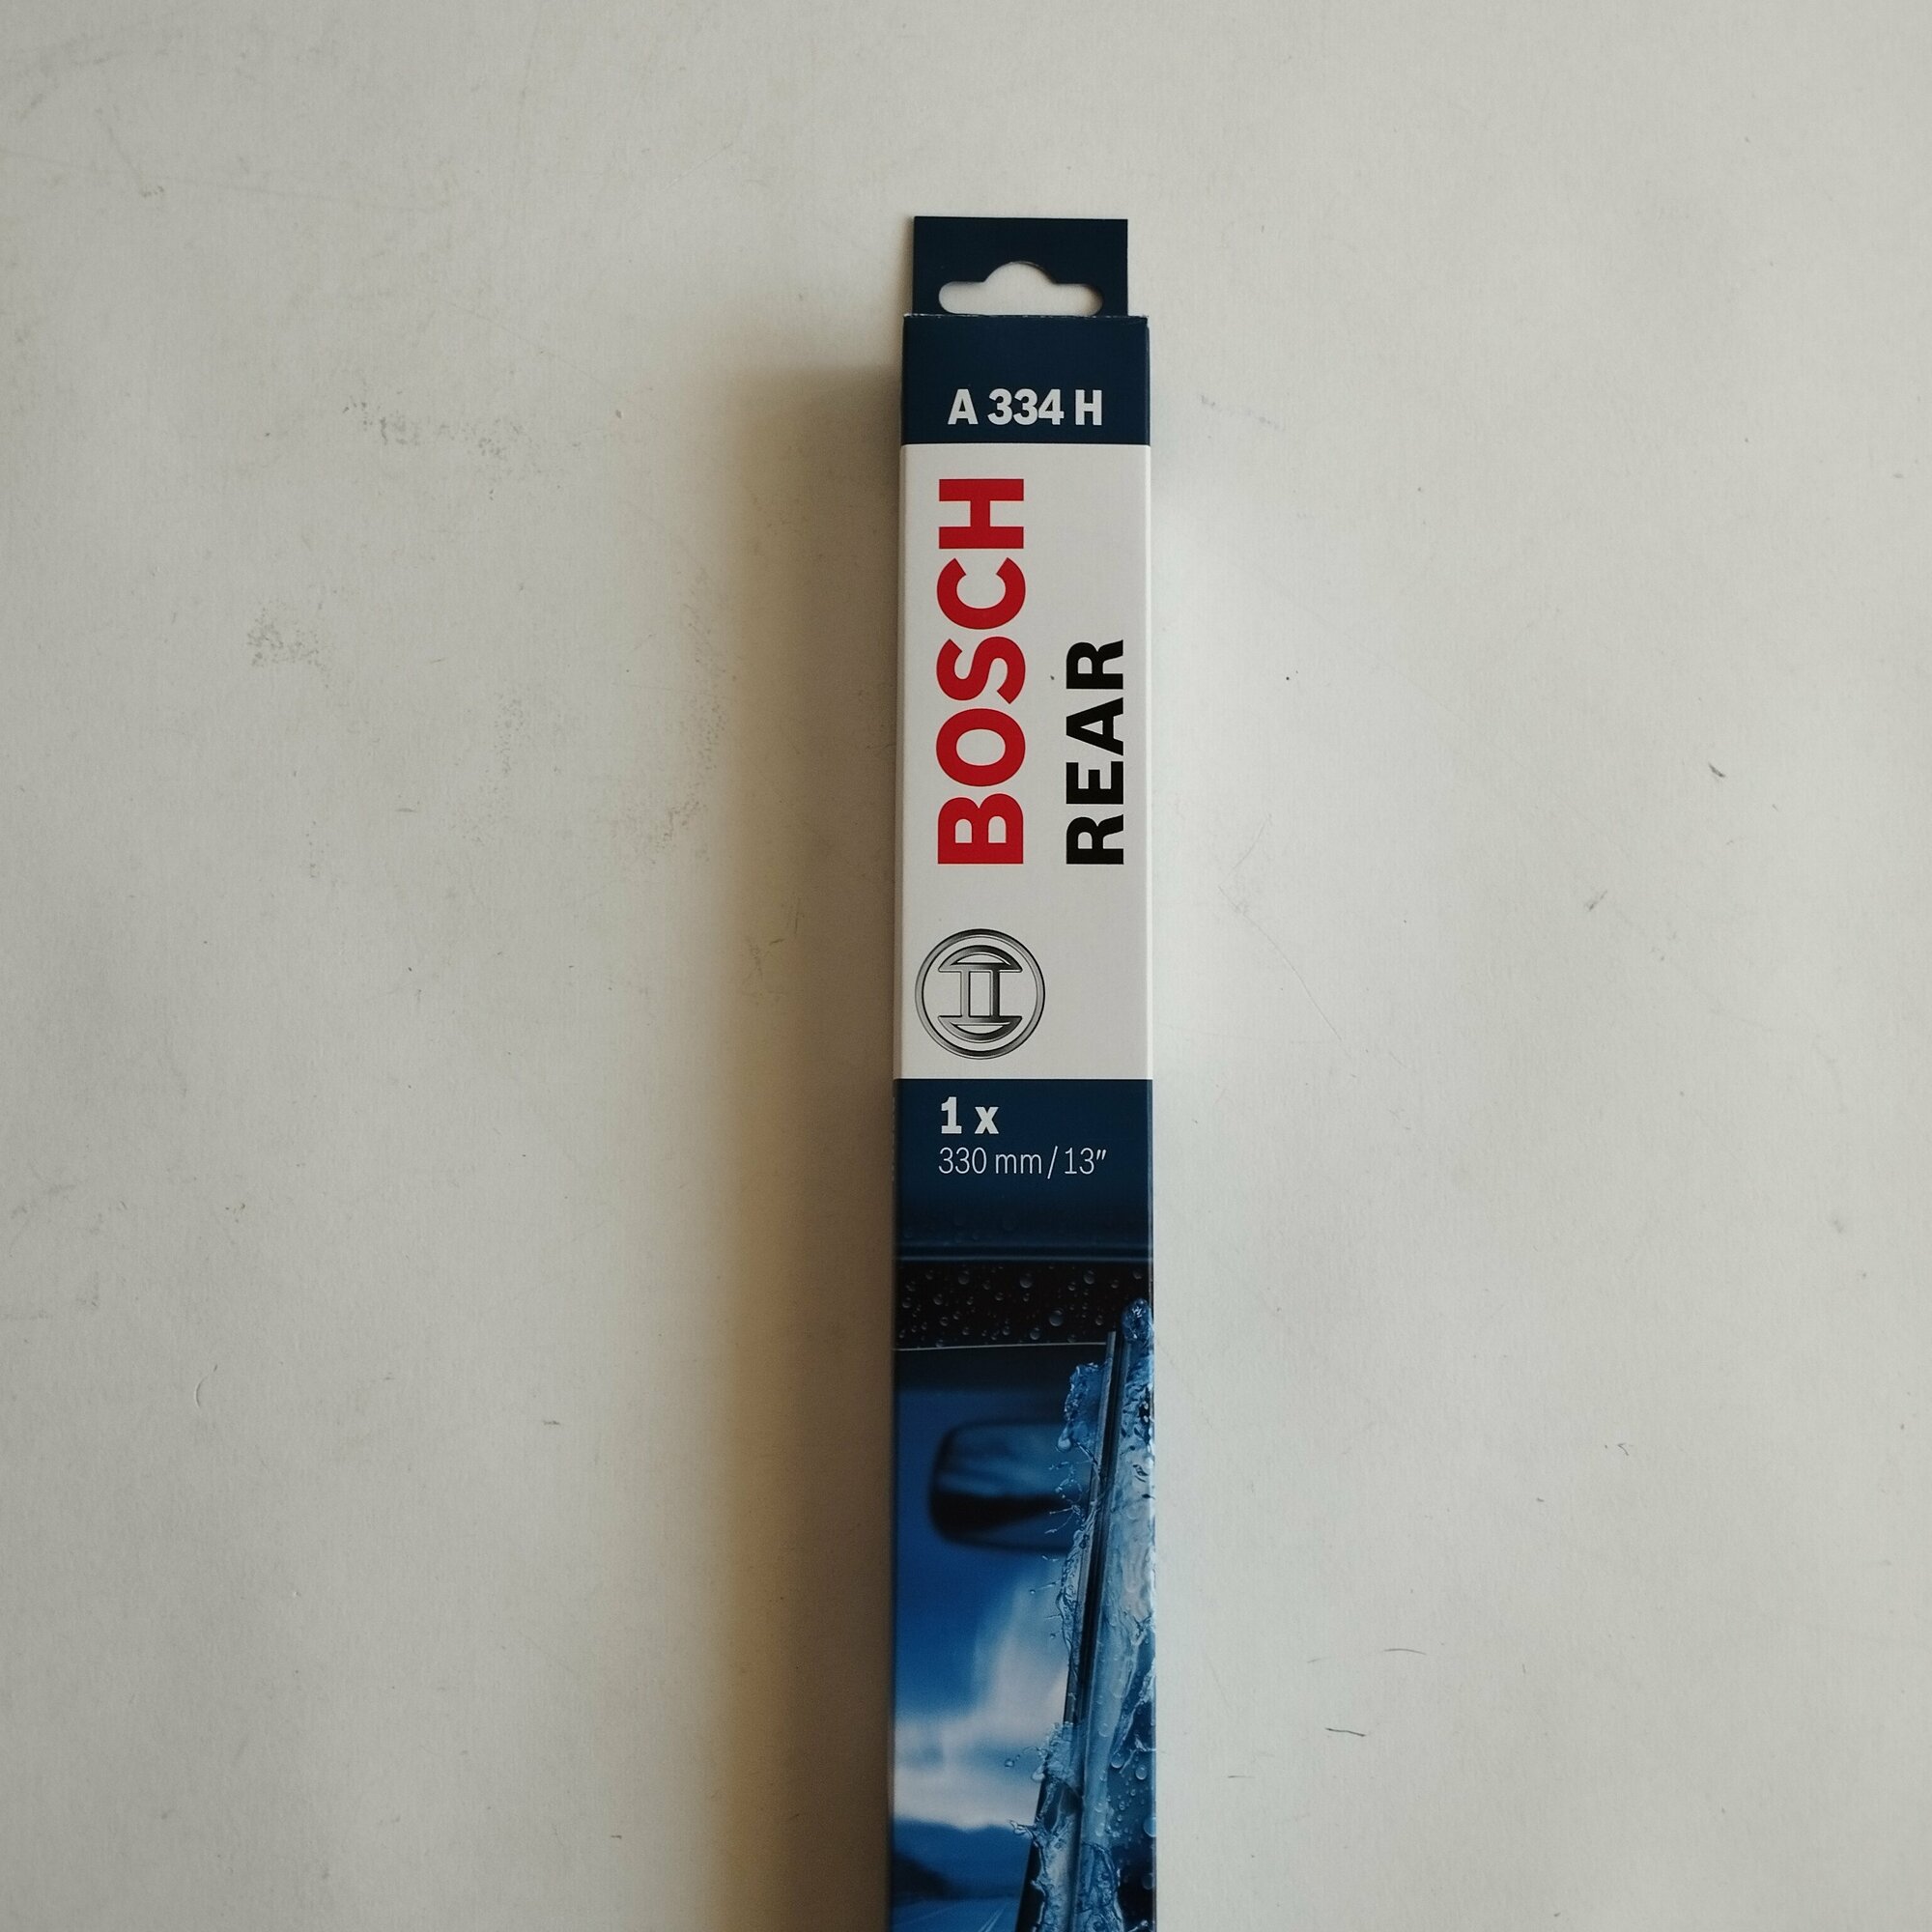 A 334 H
BOSCH
REAR
1 x
330 mm / 13″